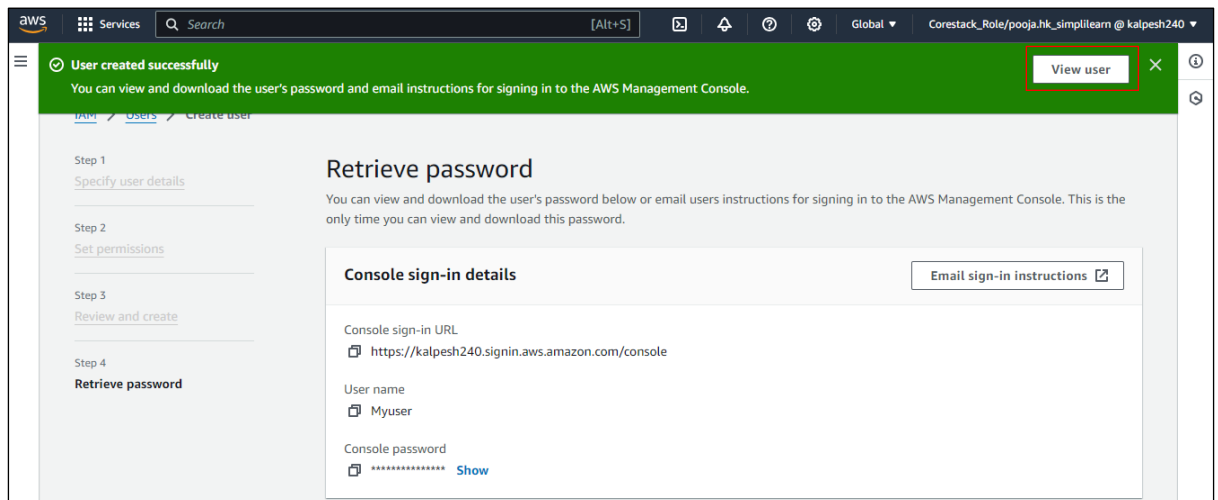 aws
Services
Search
[Alt+S]
Global ▼
Corestack_Role/pooja.hk_simplilearn @ kalpesh240 ▼
User created successfully
You can view and download the user's password and email instructions for signing in to the AWS Management Console.
View user
IAM > Users > Create user
Step 1
Specify user details
Step 2
Set permissions
Step 3
Review and create
Step 4
Retrieve password
Retrieve password
You can view and download the user's password below or email users instructions for signing in to the AWS Management Console. This is the
only time you can view and download this password.
Console sign-in details
Email sign-in instructions
Console sign-in URL
https://kalpesh240.signin.aws.amazon.com/console
User name
Myuser
Console password
*************** Show